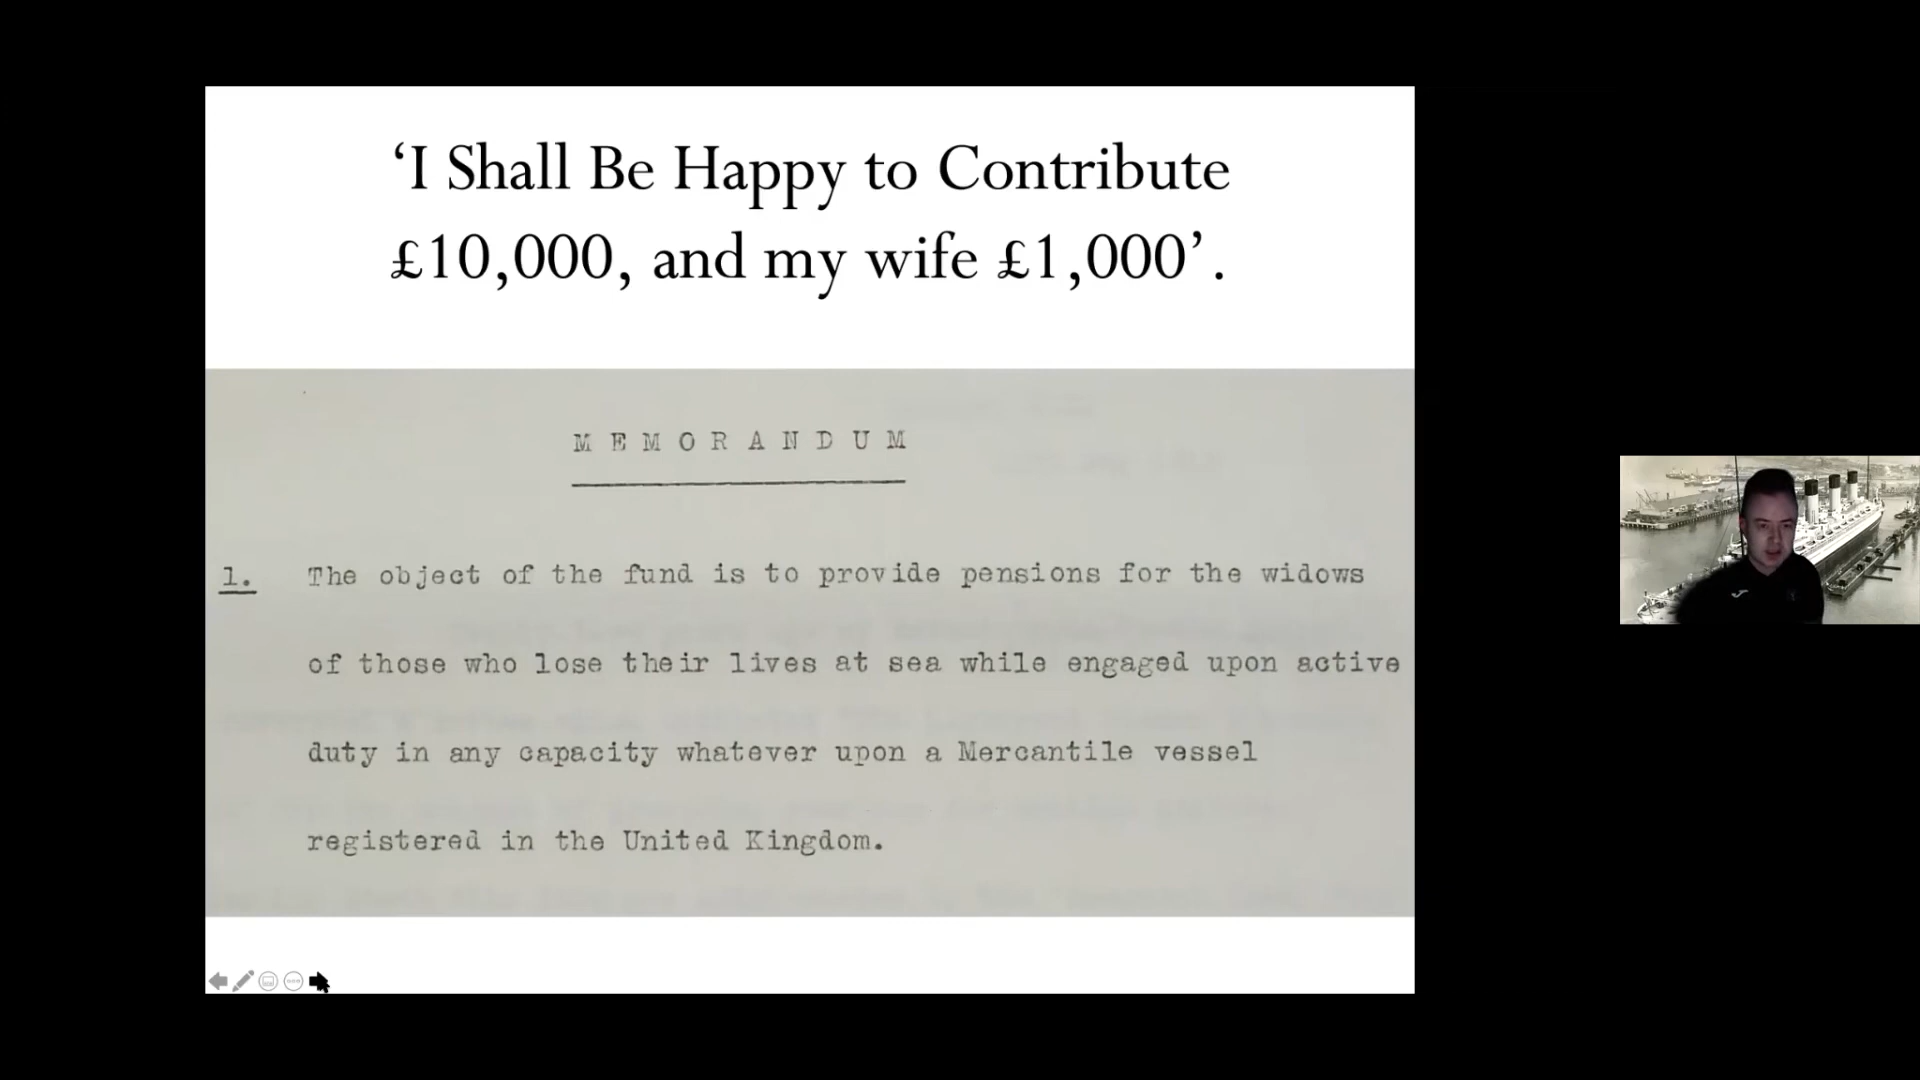 ‘I Shall Be Happy to Contribute
£10,000, and my wife £1,000’.
MEMORANDUM
1. The object of the fund is to provide pensions for the widows
of those who lose their lives at sea while engaged upon active
duty in any capacity whatever upon a Mercantile vessel
registered in the United Kingdom.